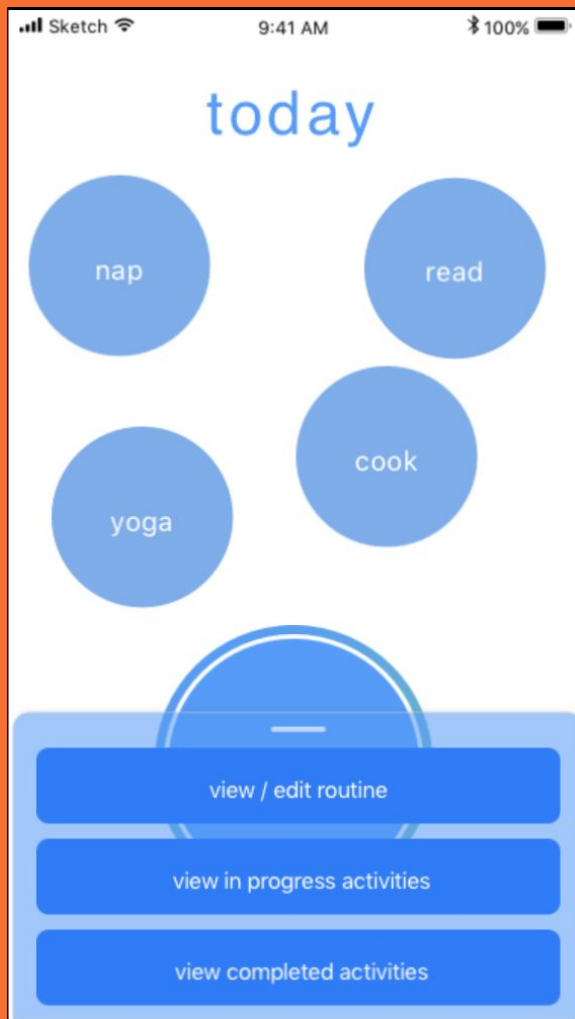 Sketch 9:41 AM 100%
today
nap
read
cook
yoga
view / edit routine
view in progress activities
view completed activities